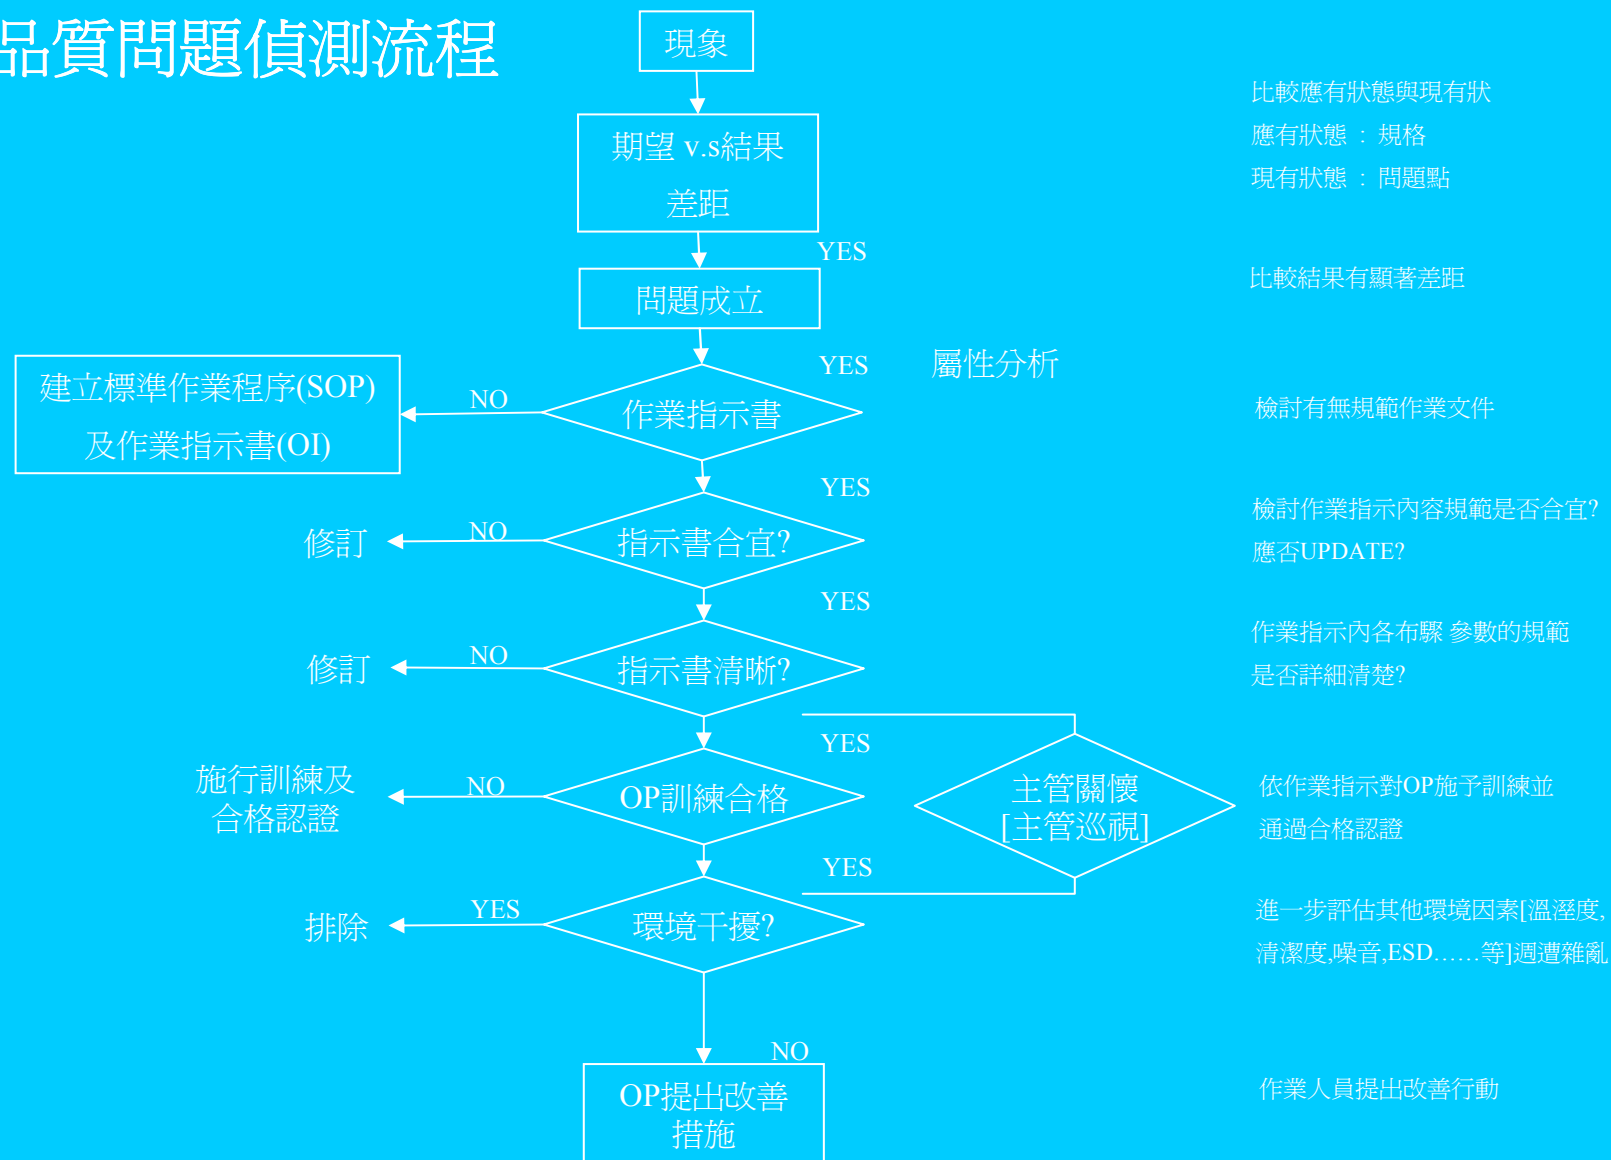 品質問題偵測流程
現象
比較應有狀態與現有狀
應有狀態 : 規格
現有狀態 : 問題點
期望 v.s結果
差距
YES
比較結果有顯著差距
問題成立
YES
屬性分析
建立標準作業程序(SOP)
及作業指示書(OI)
NO
作業指示書
檢討有無規範作業文件
YES
修訂
NO
指示書合宜?
檢討作業指示內容規範是否合宜?
應否UPDATE?
YES
修訂
NO
指示書清晰?
作業指示內各布驟 參數的規範
是否詳細清楚?
YES
施行訓練及
合格認證
NO
OP訓練合格
主管關懷
[主管巡視]
依作業指示對OP施予訓練並
通過合格認證
YES
排除
YES
環境干擾?
進一步評估其他環境因素[溫溼度,
清潔度,噪音,ESD……等]週遭雜亂
NO
OP提出改善
措施
作業人員提出改善行動